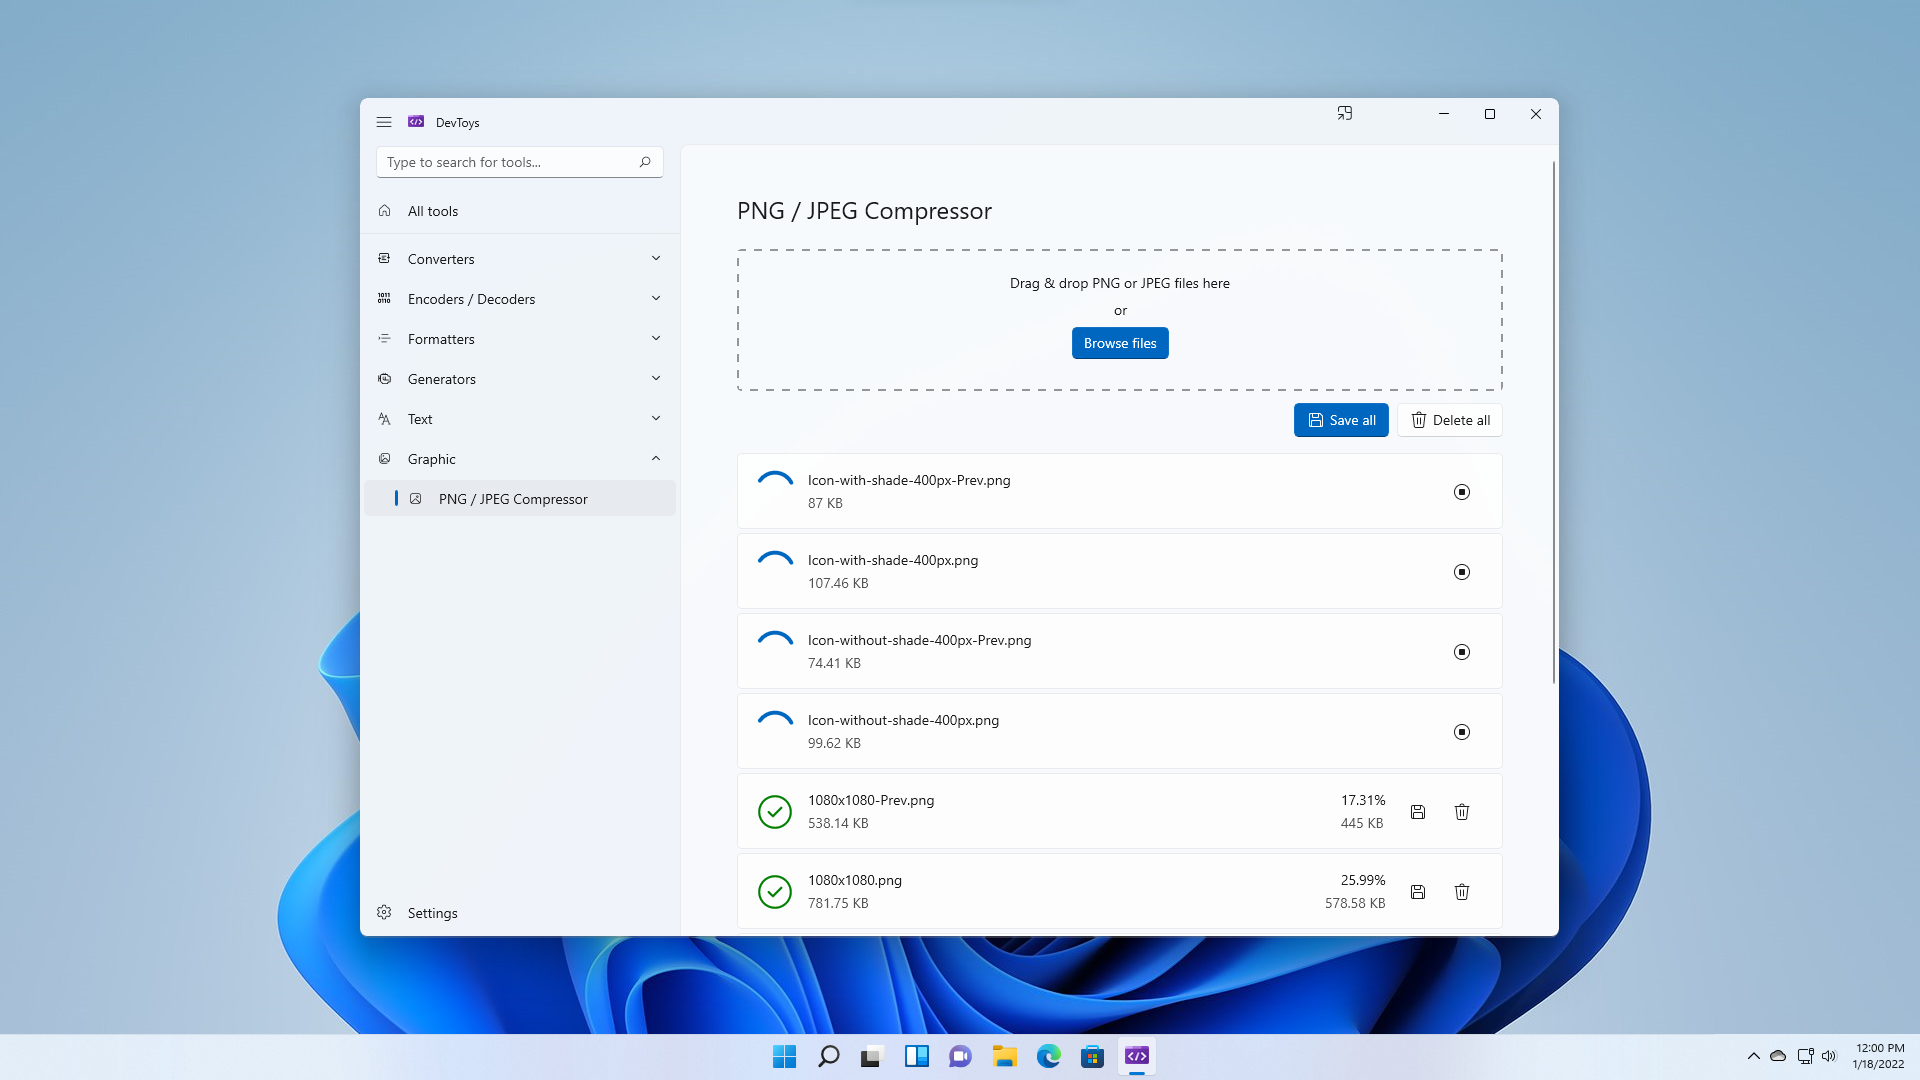 DevToys
Type to search for tools...
All tools
Converters
Encoders / Decoders
Formatters
Generators
Text
Graphic
PNG / JPEG Compressor
Settings
PNG / JPEG Compressor
Drag & drop PNG or JPEG files here
or
Browse files
Save all
Delete all
Icon-with-shade-400px-Prev.png
87 KB
Icon-with-shade-400px.png
107.46 KB
Icon-without-shade-400px-Prev.png
74.41 KB
Icon-without-shade-400px.png
99.62 KB
1080x1080-Prev.png 17.31%
538.14 KB 445 KB
1080x1080.png 25.99%
781.75 KB 578.58 KB
12:00 PM
1/18/2022